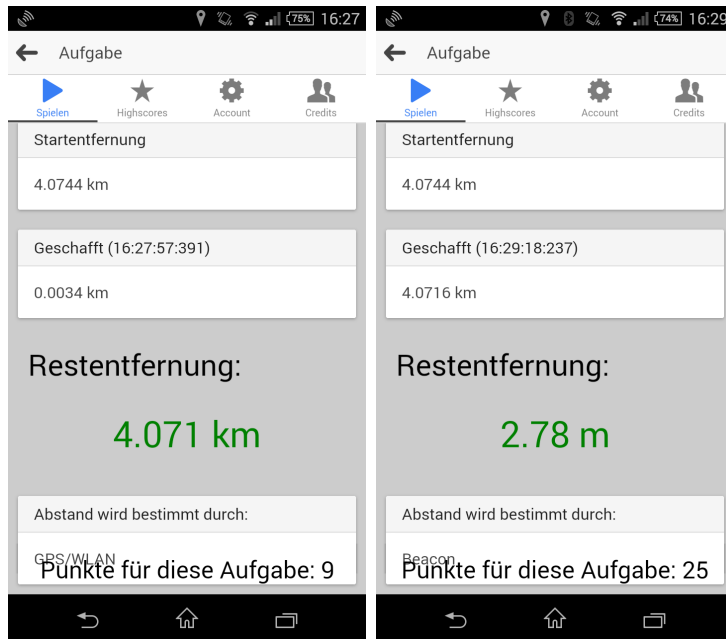 75% 16:27
Aufgabe
Spielen Highscores Account Credits
Startentfernung
4.0744 km
Geschafft (16:27:57:391)
0.0034 km
Restentfernung:
4.071 km
Abstand wird bestimmt durch:
GPS/WLAN
Punkte für diese Aufgabe: 9
74% 16:29
Aufgabe
Spielen Highscores Account Credits
Startentfernung
4.0744 km
Geschafft (16:29:18:237)
4.0716 km
Restentfernung:
2.78 m
Abstand wird bestimmt durch:
Beacon
Punkte für diese Aufgabe: 25